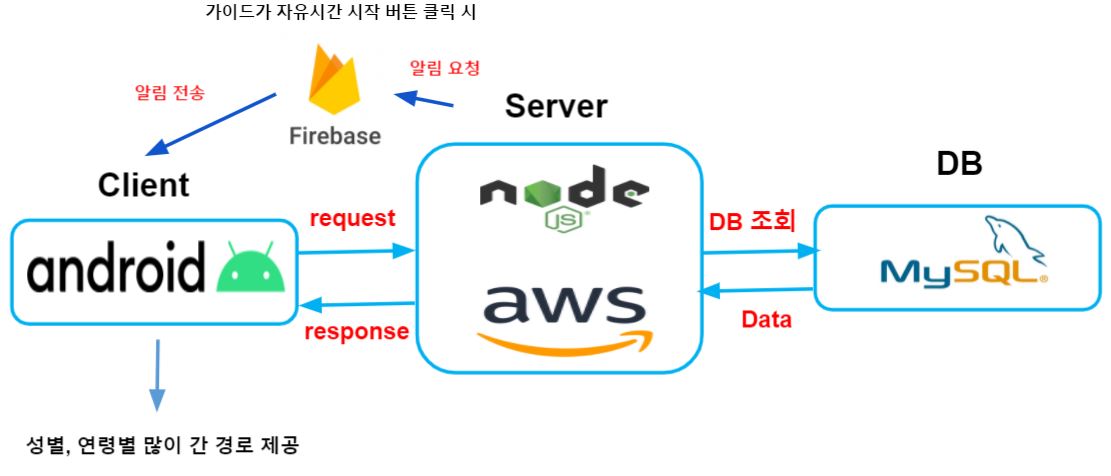 가이드가 자유시간 시작 버튼 클릭 시
알림 요청
알림 전송
Firebase
Server
Client
DB
node
JS
request
DB 조회
android
MySQL
aws
response
Data
성별, 연령별 많이 간 경로 제공